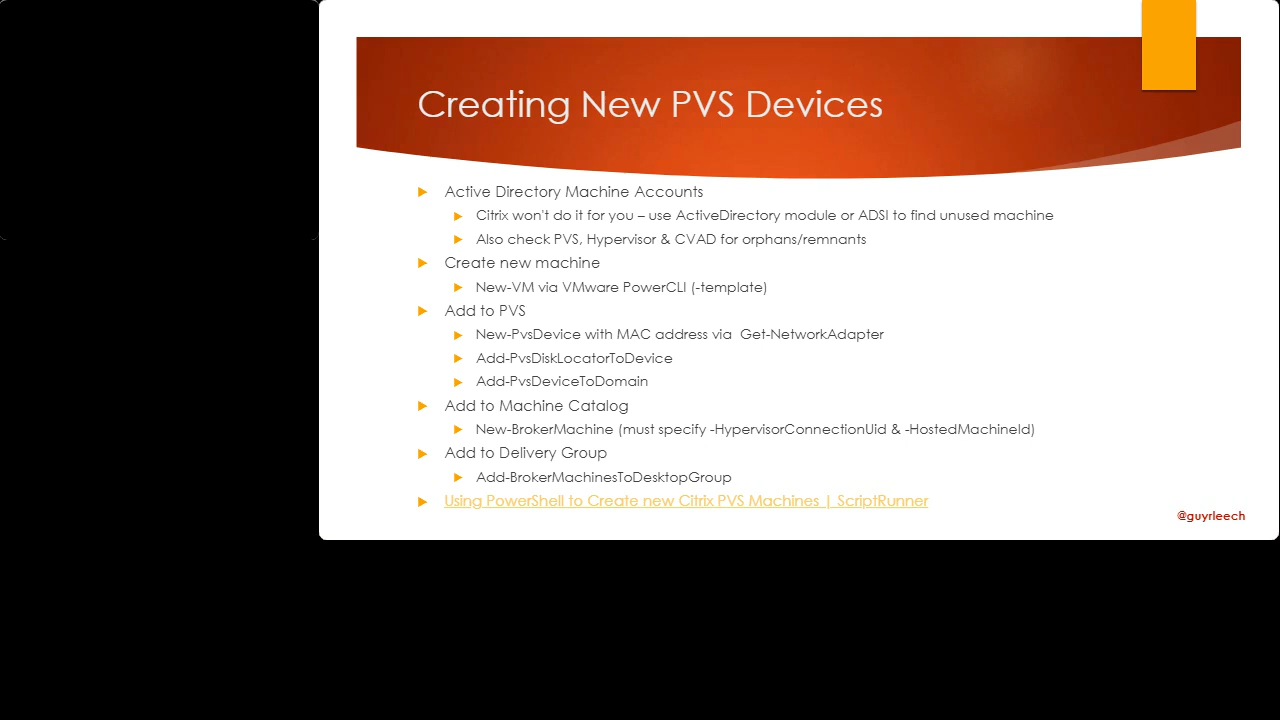 Creating New PVS Devices
Active Directory Machine Accounts
Citrix won't do it for you – use ActiveDirectory module or ADSI to find unused machine
Also check PVS, Hypervisor & CVAD for orphans/remnants
Create new machine
New-VM via VMware PowerCLI (-template)
Add to PVS
New-PvsDevice with MAC address via  Get-NetworkAdapter
Add-PvsDiskLocatorToDevice
Add-PvsDeviceToDomain
Add to Machine Catalog
New-BrokerMachine (must specify -HypervisorConnectionUid & -HostedMachineId)
Add to Delivery Group
Add-BrokerMachinesToDesktopGroup
Using PowerShell to Create new Citrix PVS Machines | ScriptRunner
@guyrleech